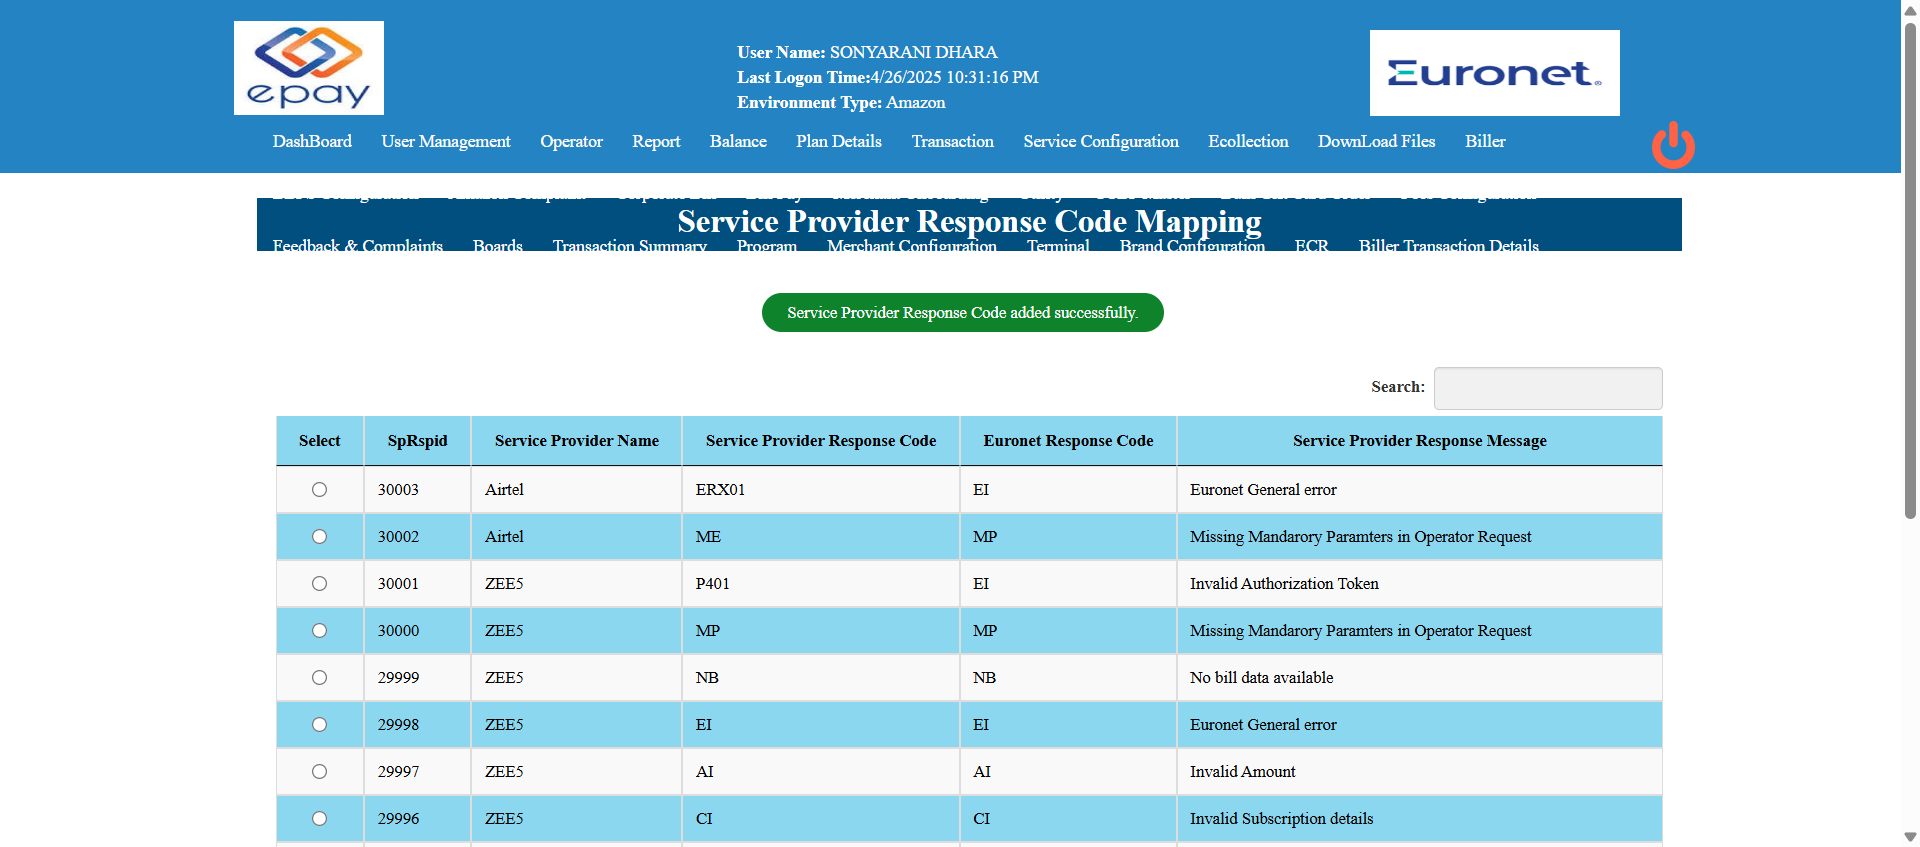 epay
User Name: SONYARANI DHARA
Last Logon Time:4/26/2025 10:31:16 PM
Environment Type: Amazon
Euronet
DashBoard User Management Operator Report Balance Plan Details Transaction Service Configuration Ecollection DownLoad Files Biller
Service Provider Response Code Mapping
Feedback & Complaints Boards Transaction Summary Program Merchant Configuration Terminal Brand Configuration ECR Biller Transaction Details
Service Provider Response Code added successfully.
Search:
Select SpRspid Service Provider Name Service Provider Response Code Euronet Response Code Service Provider Response Message
30003 Airtel ERX01 EI Euronet General error
30002 Airtel ME MP Missing Mandarory Paramters in Operator Request
30001 ZEE5 P401 EI Invalid Authorization Token
30000 ZEE5 MP MP Missing Mandarory Paramters in Operator Request
29999 ZEE5 NB NB No bill data available
29998 ZEE5 EI EI Euronet General error
29997 ZEE5 AI AI Invalid Amount
29996 ZEE5 CI CI Invalid Subscription details